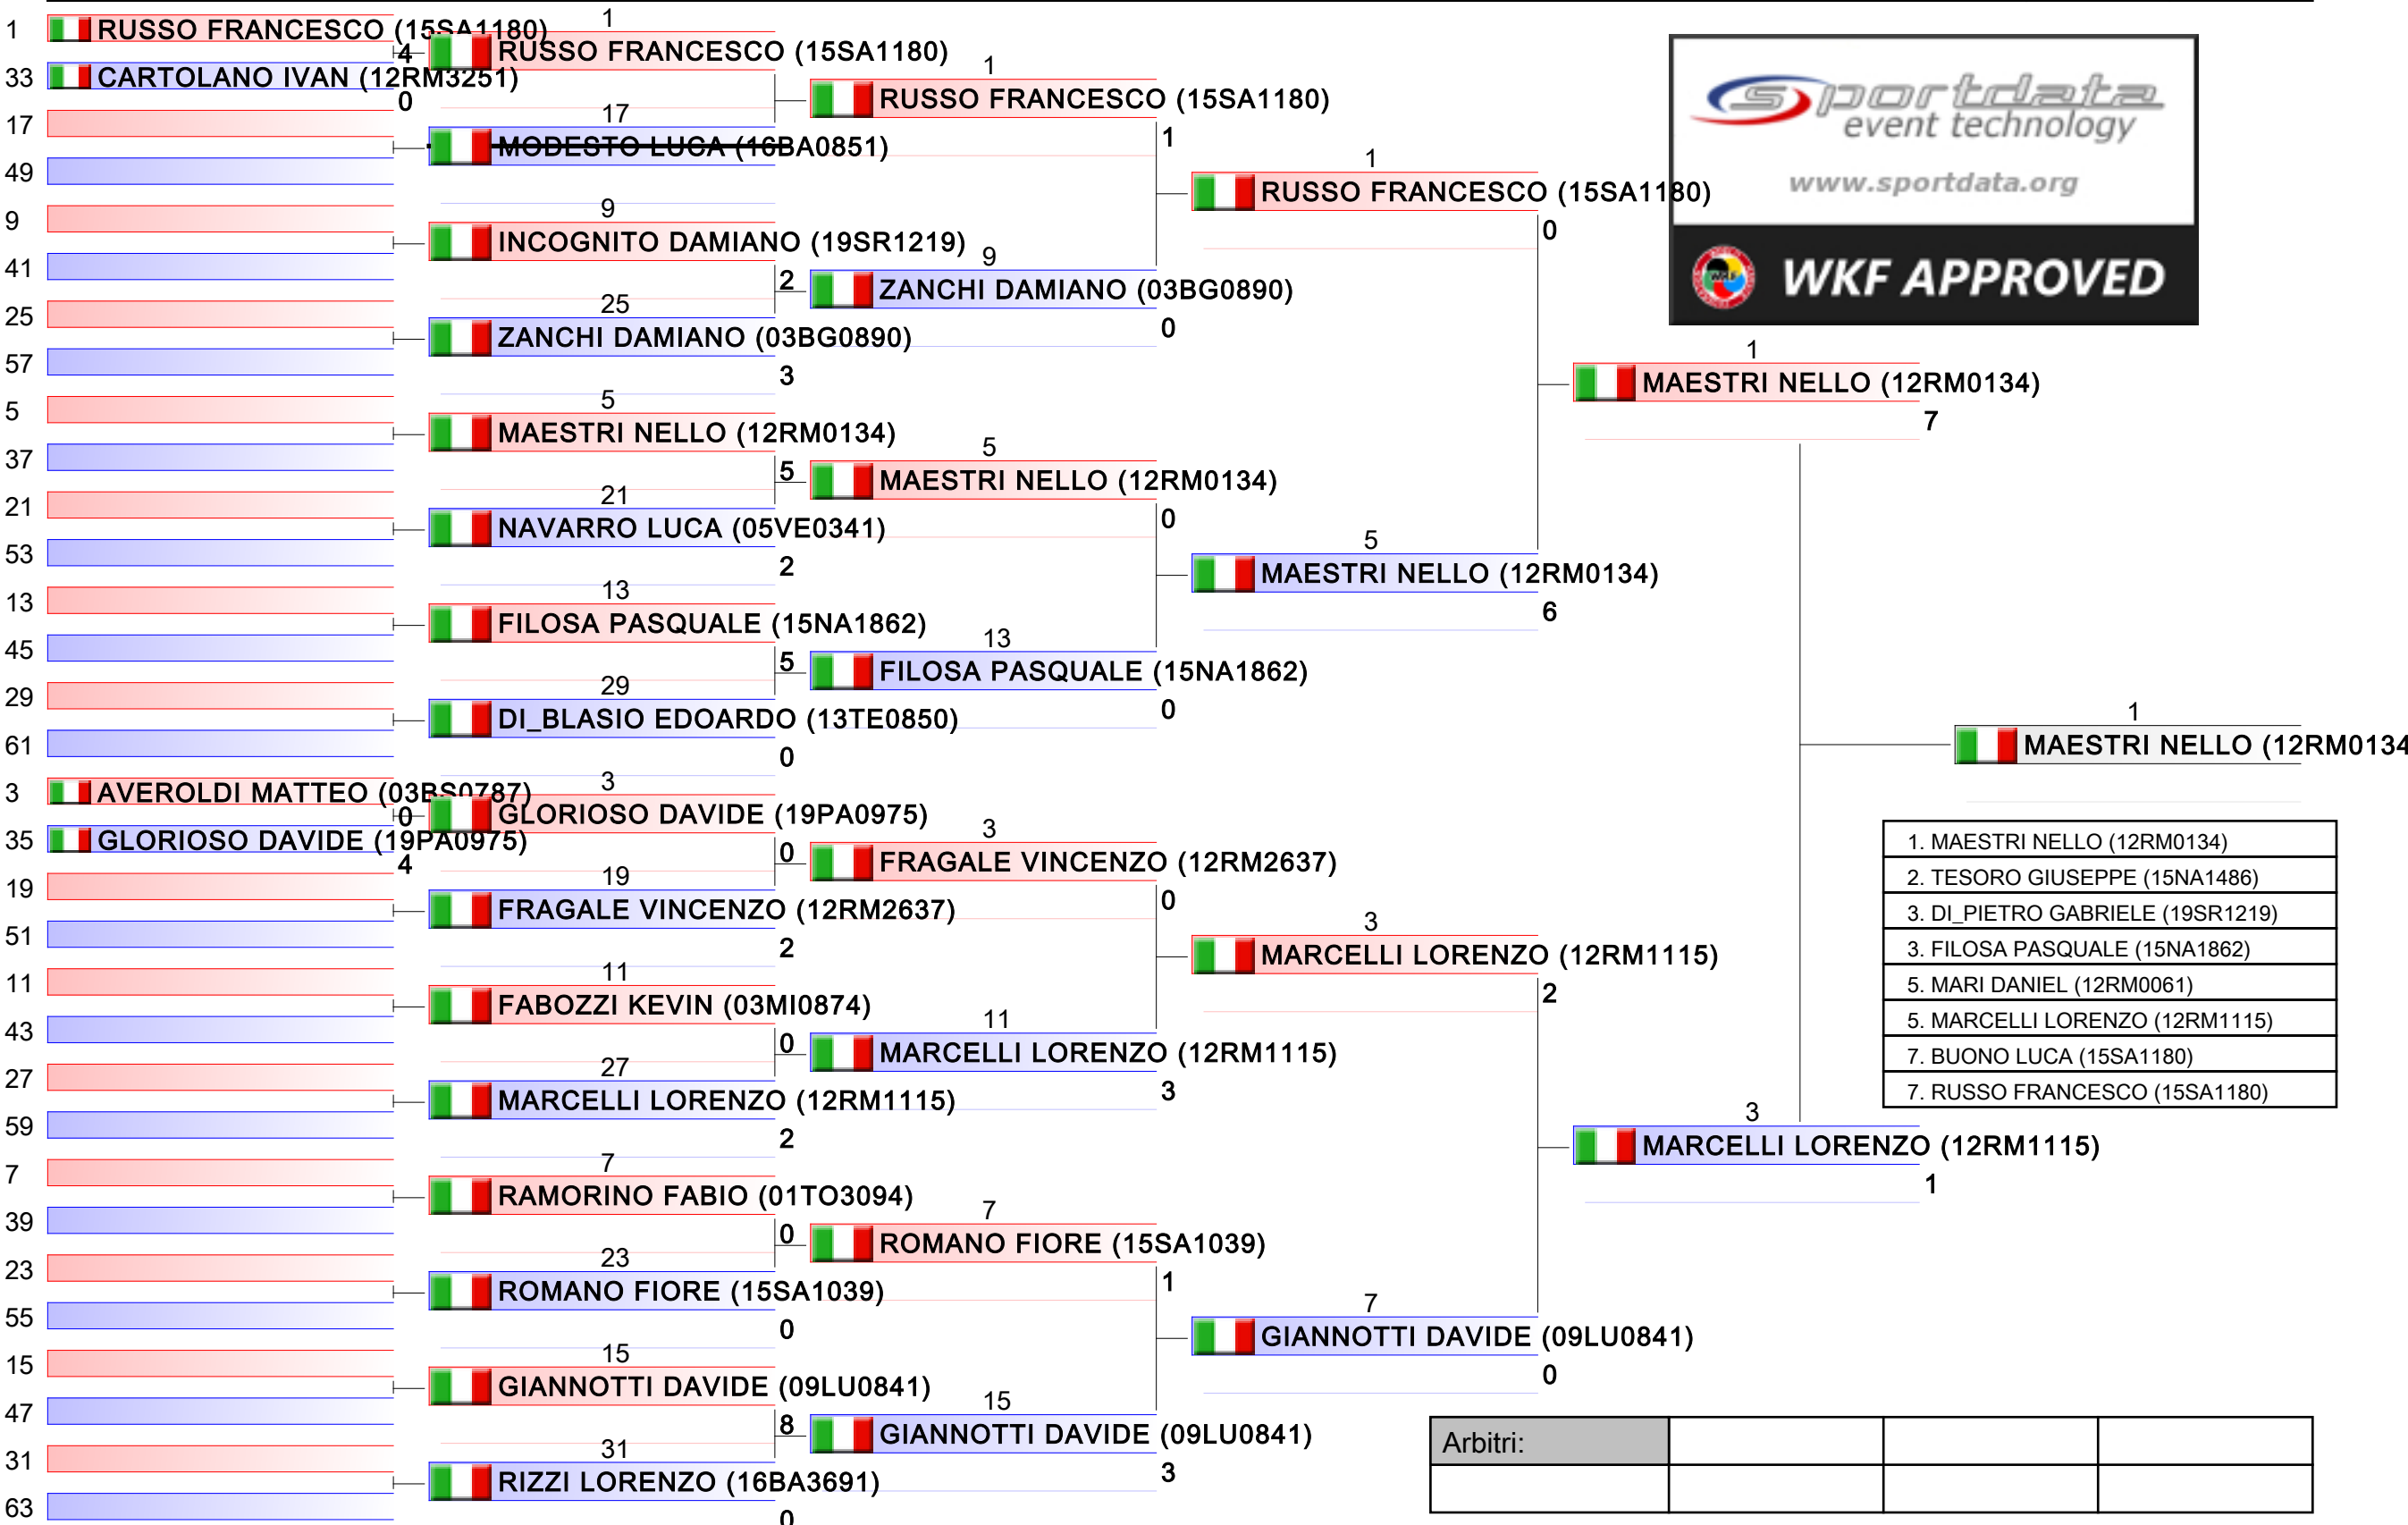 1 RUSSO FRANCESCO (15SA1180)
4
33 CARTOLANO IVAN (12RM3251)
0
17
49
9
41
25
57
5
37
21
53
13
45
29
61
3 AVEROLDI MATTEO (03BS0787)
0
35 GLORIOSO DAVIDE (19PA0975)
4
19
51
11
43
27
59
7
39
23
55
15
47
31
63
1
RUSSO FRANCESCO (15SA1180)
17
MODESTO LUCA (16BA0851)
9
INCOGNITO DAMIANO (19SR1219)
2
25
ZANCHI DAMIANO (03BG0890)
3
5
MAESTRI NELLO (12RM0134)
5
21
NAVARRO LUCA (05VE0341)
2
13
FILOSA PASQUALE (15NA1862)
5
29
DI_BLASIO EDOARDO (13TE0850)
0
3
GLORIOSO DAVIDE (19PA0975)
0
19
FRAGALE VINCENZO (12RM2637)
2
11
FABOZZI KEVIN (03MI0874)
0
27
MARCELLI LORENZO (12RM1115)
2
7
RAMORINO FABIO (01TO3094)
0
23
ROMANO FIORE (15SA1039)
0
15
GIANNOTTI DAVIDE (09LU0841)
8
31
RIZZI LORENZO (16BA3691)
0
1
RUSSO FRANCESCO (15SA1180)
1
9
ZANCHI DAMIANO (03BG0890)
0
5
MAESTRI NELLO (12RM0134)
0
13
FILOSA PASQUALE (15NA1862)
0
3
FRAGALE VINCENZO (12RM2637)
0
11
MARCELLI LORENZO (12RM1115)
3
7
ROMANO FIORE (15SA1039)
1
15
GIANNOTTI DAVIDE (09LU0841)
3
1
RUSSO FRANCESCO (15SA1180)
0
5
MAESTRI NELLO (12RM0134)
6
3
MARCELLI LORENZO (12RM1115)
2
7
GIANNOTTI DAVIDE (09LU0841)
0
1
MAESTRI NELLO (12RM0134)
7
3
MARCELLI LORENZO (12RM1115)
1
1
MAESTRI NELLO (12RM0134
sportdata
event technology
www.sportdata.org
WKF
WKF APPROVED
1. MAESTRI NELLO (12RM0134)
2. TESORO GIUSEPPE (15NA1486)
3. DI_PIETRO GABRIELE (19SR1219)
3. FILOSA PASQUALE (15NA1862)
5. MARI DANIEL (12RM0061)
5. MARCELLI LORENZO (12RM1115)
7. BUONO LUCA (15SA1180)
7. RUSSO FRANCESCO (15SA1180)
Arbitri: